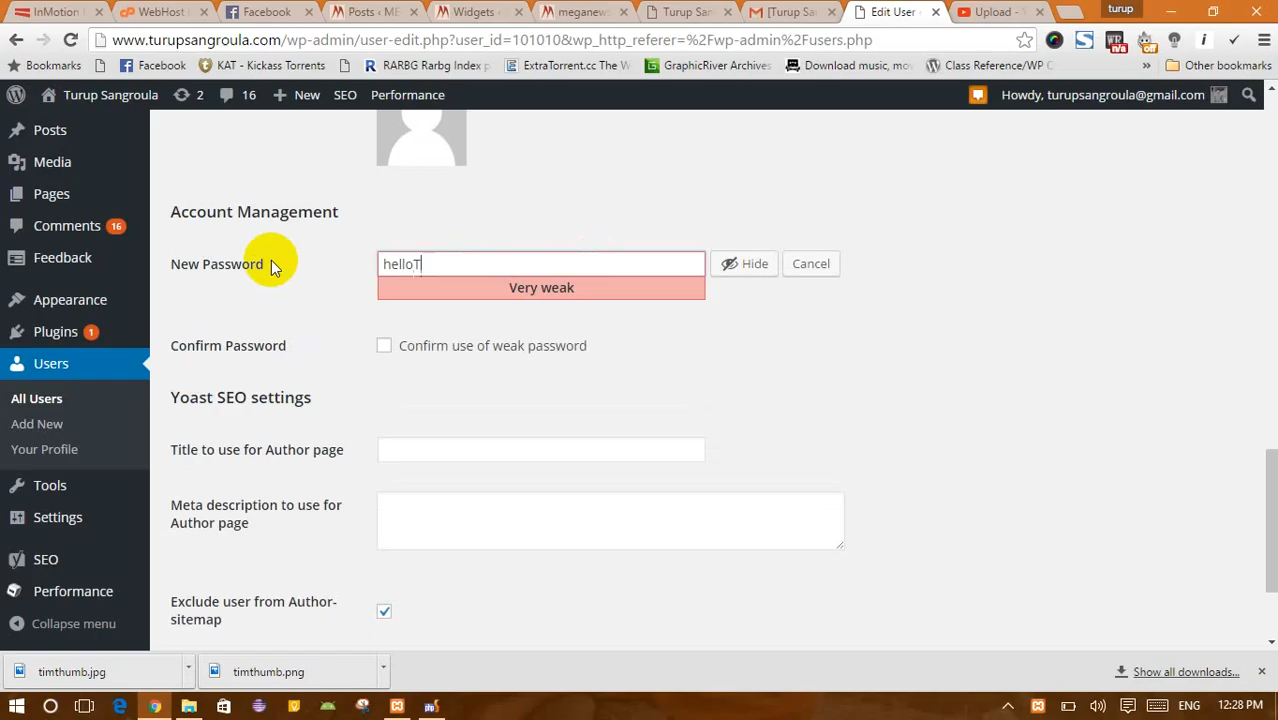 InMotion
WebHost
Facebook
Posts ‹ ME
Widgets ‹
meganew
Turup San
[Turup San
Edit User
Upload - 
turup
www.turupsangroula.com/wp-admin/user-edit.php?user_id=101010&wp_http_referer=%2Fwp-admin%2Fusers.php
n/a
Bookmarks
Facebook
KAT - Kickass Torrents
RARBG Rarbg Index p
ExtraTorrent.cc The W
GraphicRiver Archives
Download music, mov
Class Reference/WP C
»
Other bookmarks
Turup Sangroula
2
16
New
SEO
Performance
Howdy, turupsangroula@gmail.com
Posts
Media
Pages
Comments 16
Feedback
Appearance
Plugins 1
Users
All Users
Add New
Your Profile
Tools
Settings
SEO
Performance
Collapse menu
Account Management
New Password
helloT
Hide
Cancel
Very weak
Confirm Password
Confirm use of weak password
Yoast SEO settings
Title to use for Author page
Meta description to use for
Author page
Exclude user from Author-
sitemap
timthumb.jpg
timthumb.png
Show all downloads...
ENG
12:28 PM